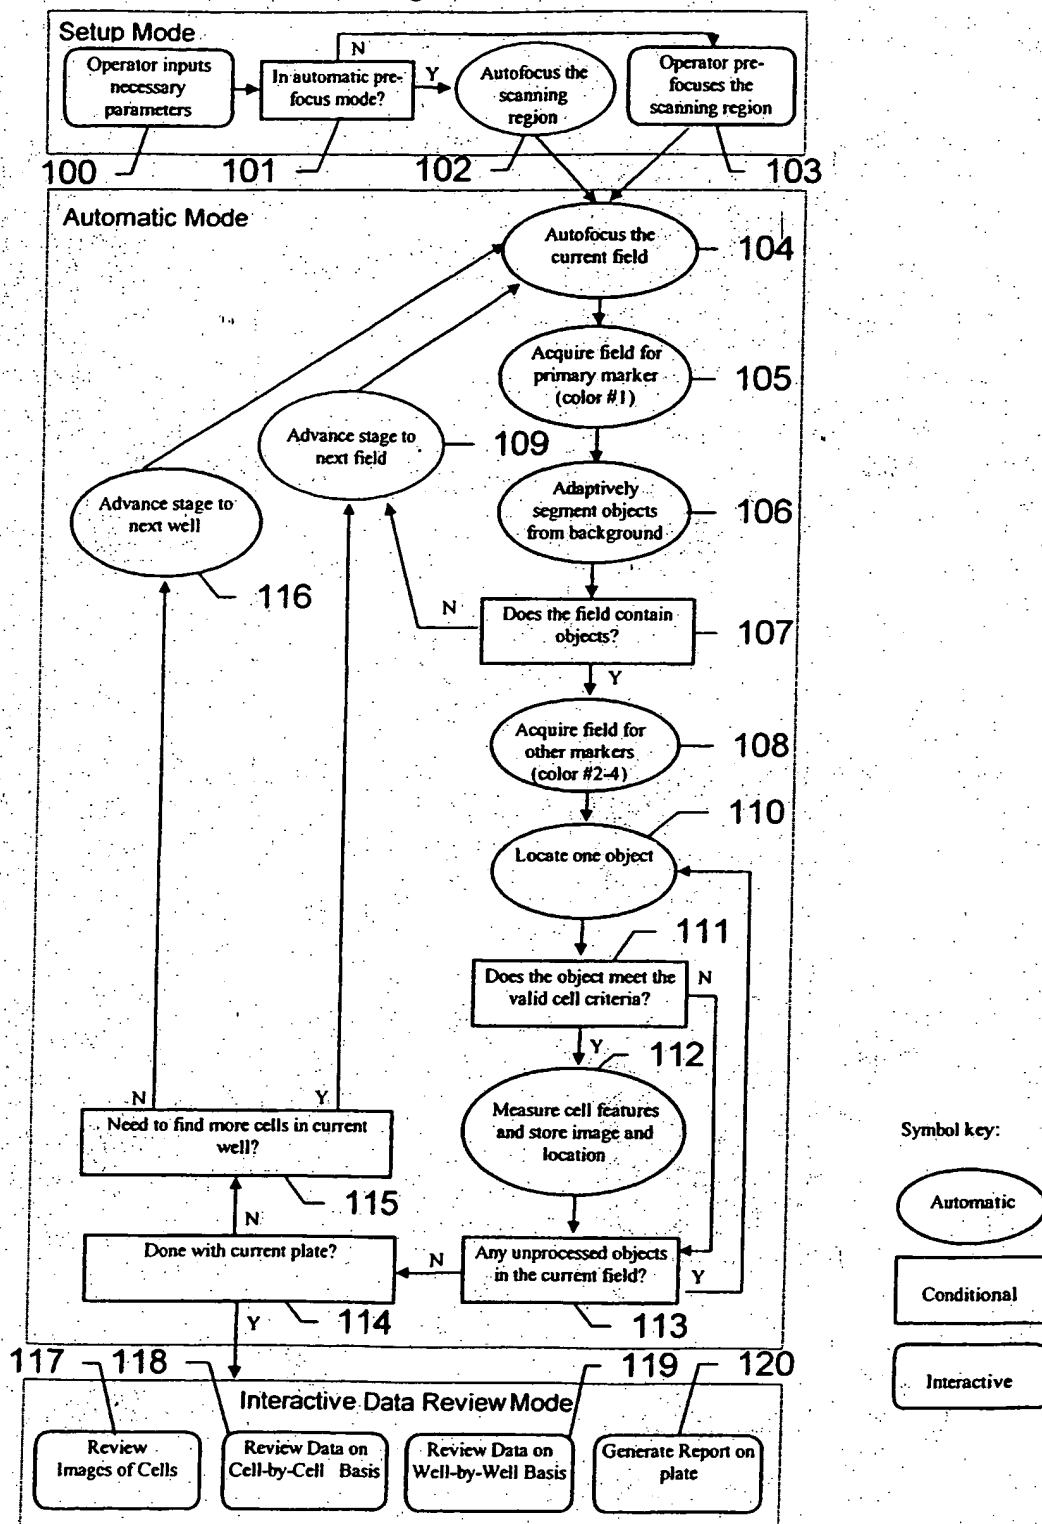 Setup Mode
Operator inputs
necessary
parameters
In automatic pre-
focus mode?
N
Y
Autofocus the
scanning
region
Operator pre-
focuses the
scanning region
100
101
102
103
Automatic Mode
Autofocus the
current field
104
Acquire field for
primary marker
(color #1)
105
Advance stage to
next field
109
Adaptively
segment objects
from background
106
Advance stage to
next well
116
N
Does the field contain
objects?
107
Y
Acquire field for
other markers
(color #2-4)
108
110
Locate one object
111
Does the object meet the
valid cell criteria?
N
Y
112
Measure cell features
and store image and
location
N
Y
Need to find more cells in current
well?
115
N
Done with current plate?
N
Any unprocessed objects
in the current field?
Y
114
113
Y
Symbol key:
Automatic
Conditional
Interactive
117
118
119
120
Interactive Data Review Mode
Review
Images of Cells
Review Data on
Cell-by-Cell Basis
Review Data on
Well-by-Well Basis
Generate Report on
plate